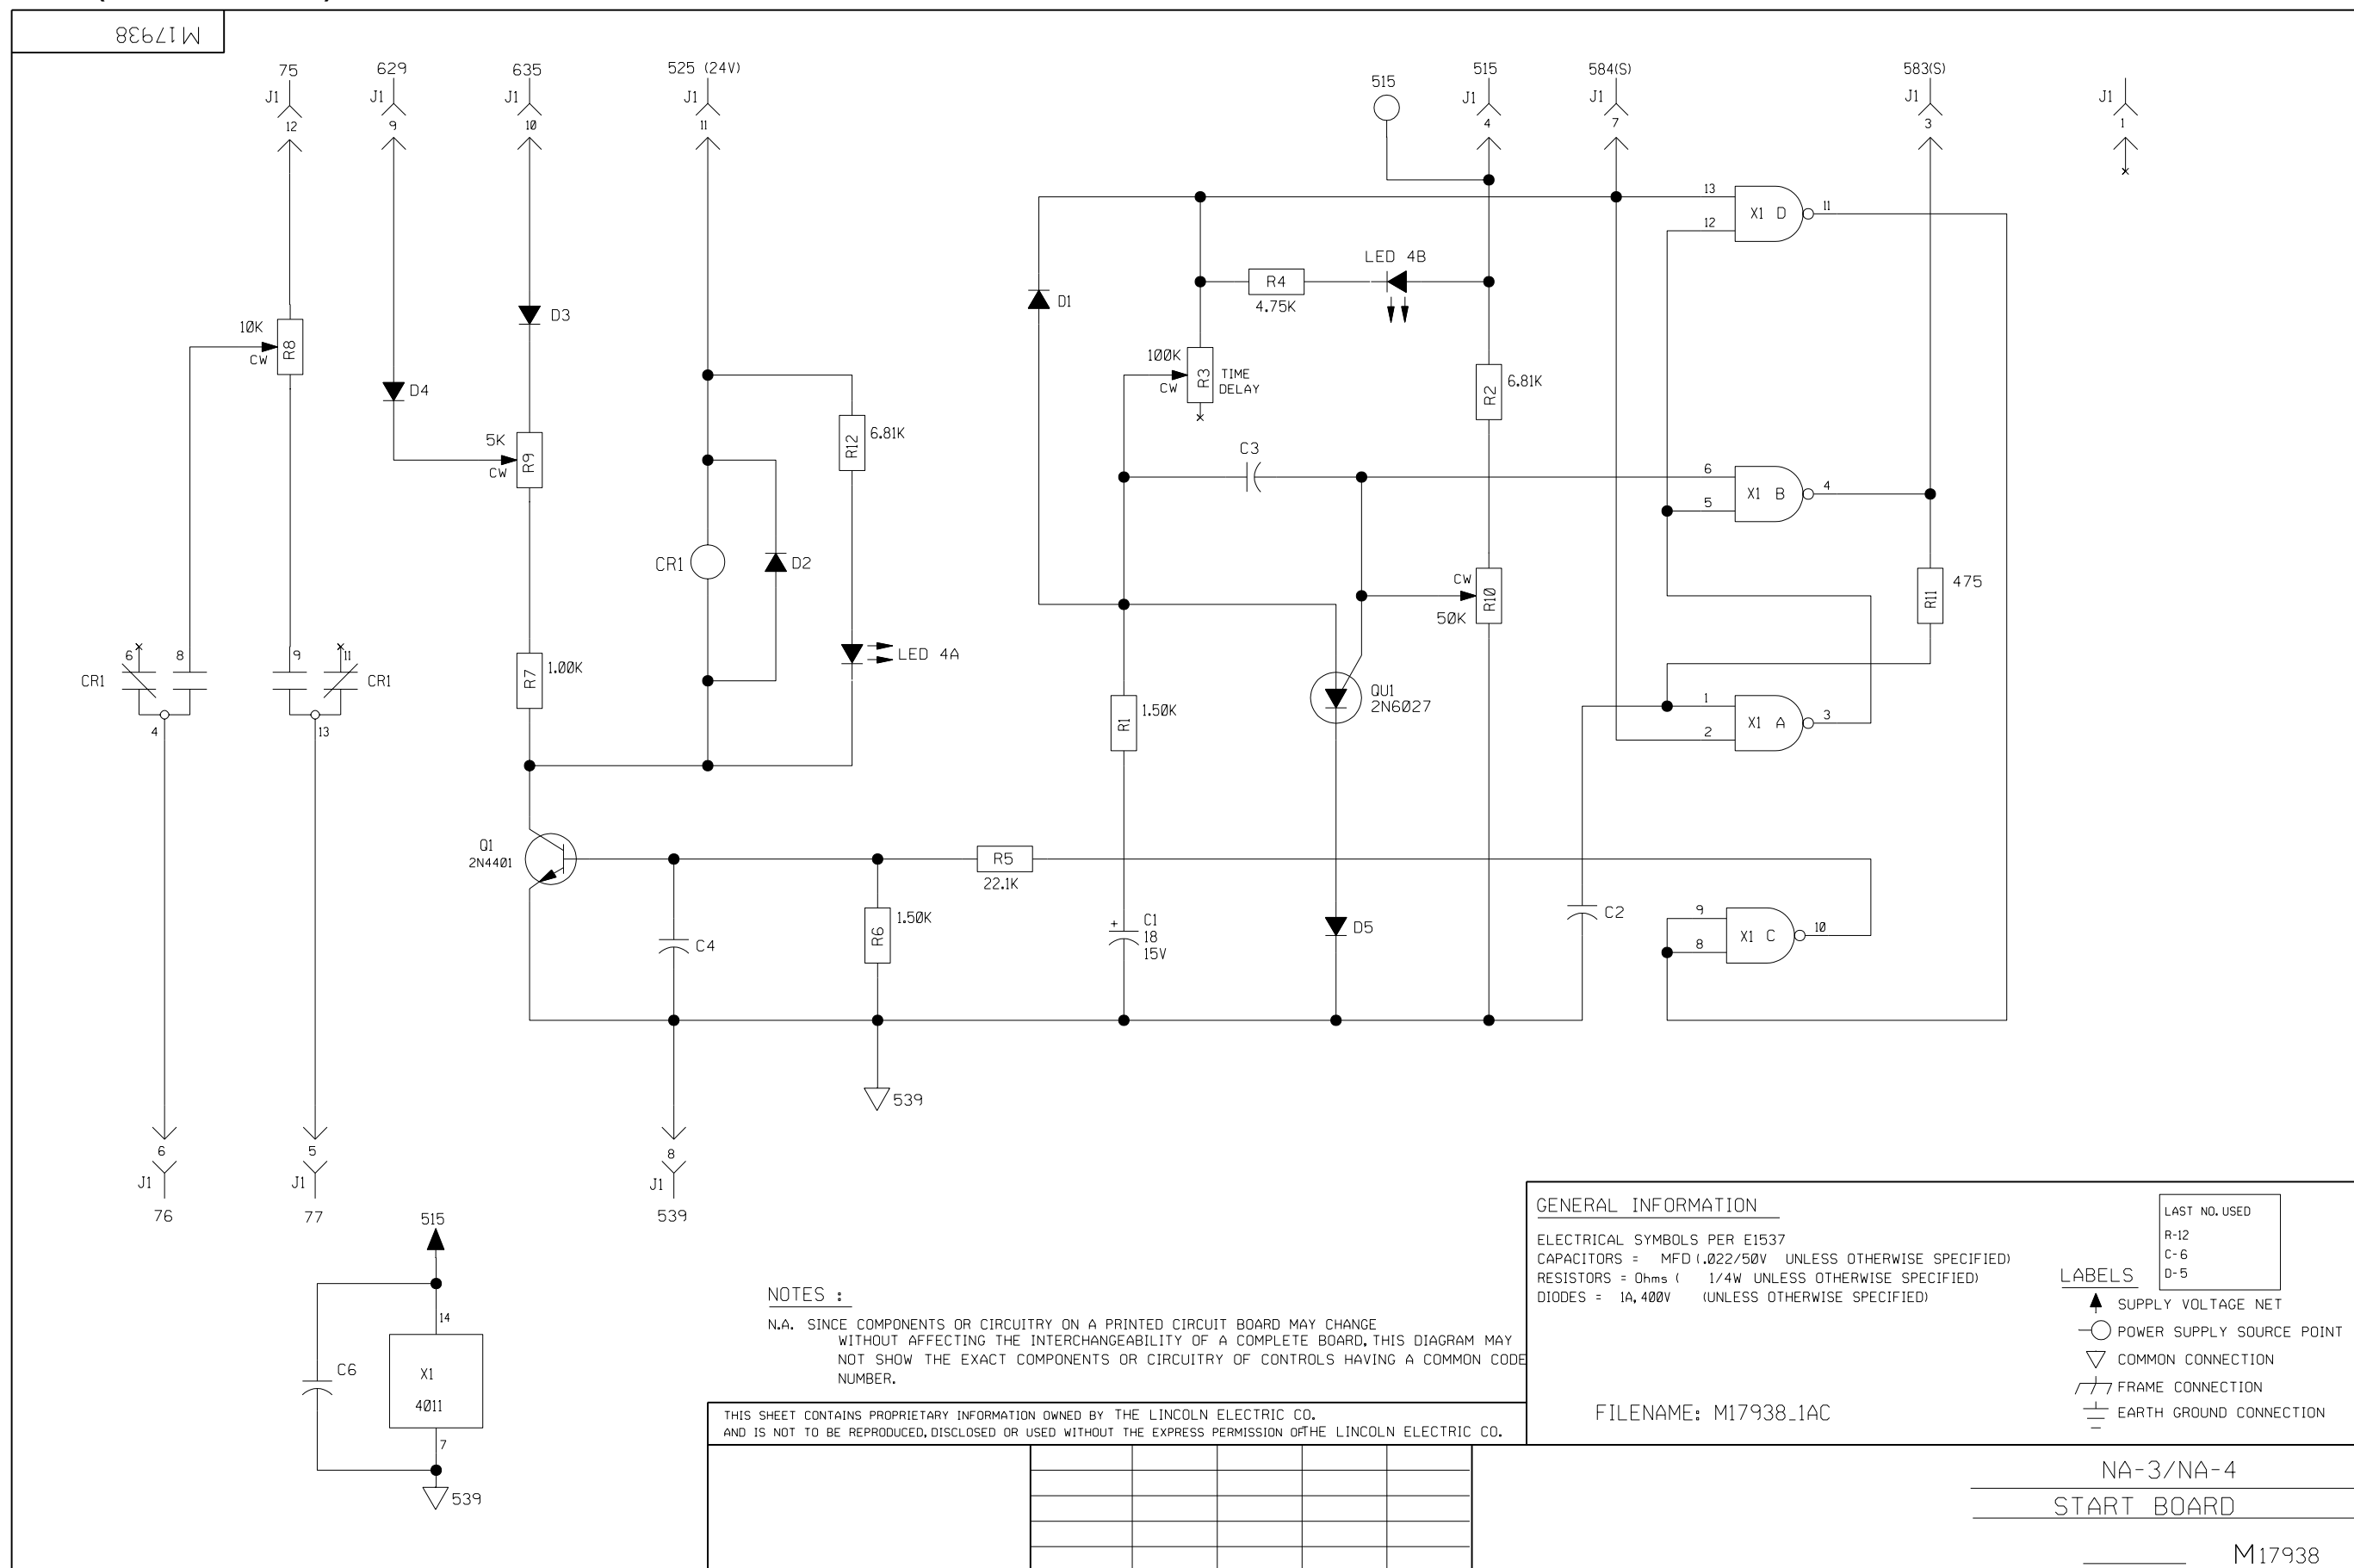 M17938
75
629
635
525 (24V)
515
515
584(S)
583(S)
J1
J1
J1
J1
J1
J1
J1
J1
12
9
10
11
4
7
3
1
13
12
X1 D
11
LED 4B
R4
4.75K
D1
D3
10K
CW
R8
100K
CW
R3
TIME
DELAY
R2
6.81K
D4
5K
CW
R9
R12
6.81K
C3
6
5
X1 B
4
CR1
D2
CW
50K
R10
R11
475
6
8
9
11
CR1
CR1
R7
1.00K
LED 4A
R1
1.50K
QU1
2N6027
1
2
X1 A
3
4
13
Q1
2N4401
R5
22.1K
R6
1.50K
C4
+
C1
18
15V
D5
C2
9
8
X1 C
10
539
6
5
8
J1
J1
J1
76
77
539
515
14
C6
X1
4011
7
539
NOTES :
N.A. SINCE COMPONENTS OR CIRCUITRY ON A PRINTED CIRCUIT BOARD MAY CHANGE
WITHOUT AFFECTING THE INTERCHANGEABILITY OF A COMPLETE BOARD, THIS DIAGRAM MAY
NOT SHOW THE EXACT COMPONENTS OR CIRCUITRY OF CONTROLS HAVING A COMMON CODE
NUMBER.
GENERAL INFORMATION
ELECTRICAL SYMBOLS PER E1537
CAPACITORS = MFD (.022/50V UNLESS OTHERWISE SPECIFIED)
RESISTORS = Ohms ( 1/4W UNLESS OTHERWISE SPECIFIED)
DIODES = 1A, 400V (UNLESS OTHERWISE SPECIFIED)
FILENAME: M17938_1AC
LAST NO. USED
R-12
C-6
D-5
LABELS
SUPPLY VOLTAGE NET
POWER SUPPLY SOURCE POINT
COMMON CONNECTION
FRAME CONNECTION
EARTH GROUND CONNECTION
THIS SHEET CONTAINS PROPRIETARY INFORMATION OWNED BY THE LINCOLN ELECTRIC CO.
AND IS NOT TO BE REPRODUCED, DISCLOSED OR USED WITHOUT THE EXPRESS PERMISSION OF THE LINCOLN ELECTRIC CO.
NA-3/NA-4
START BOARD
M17938